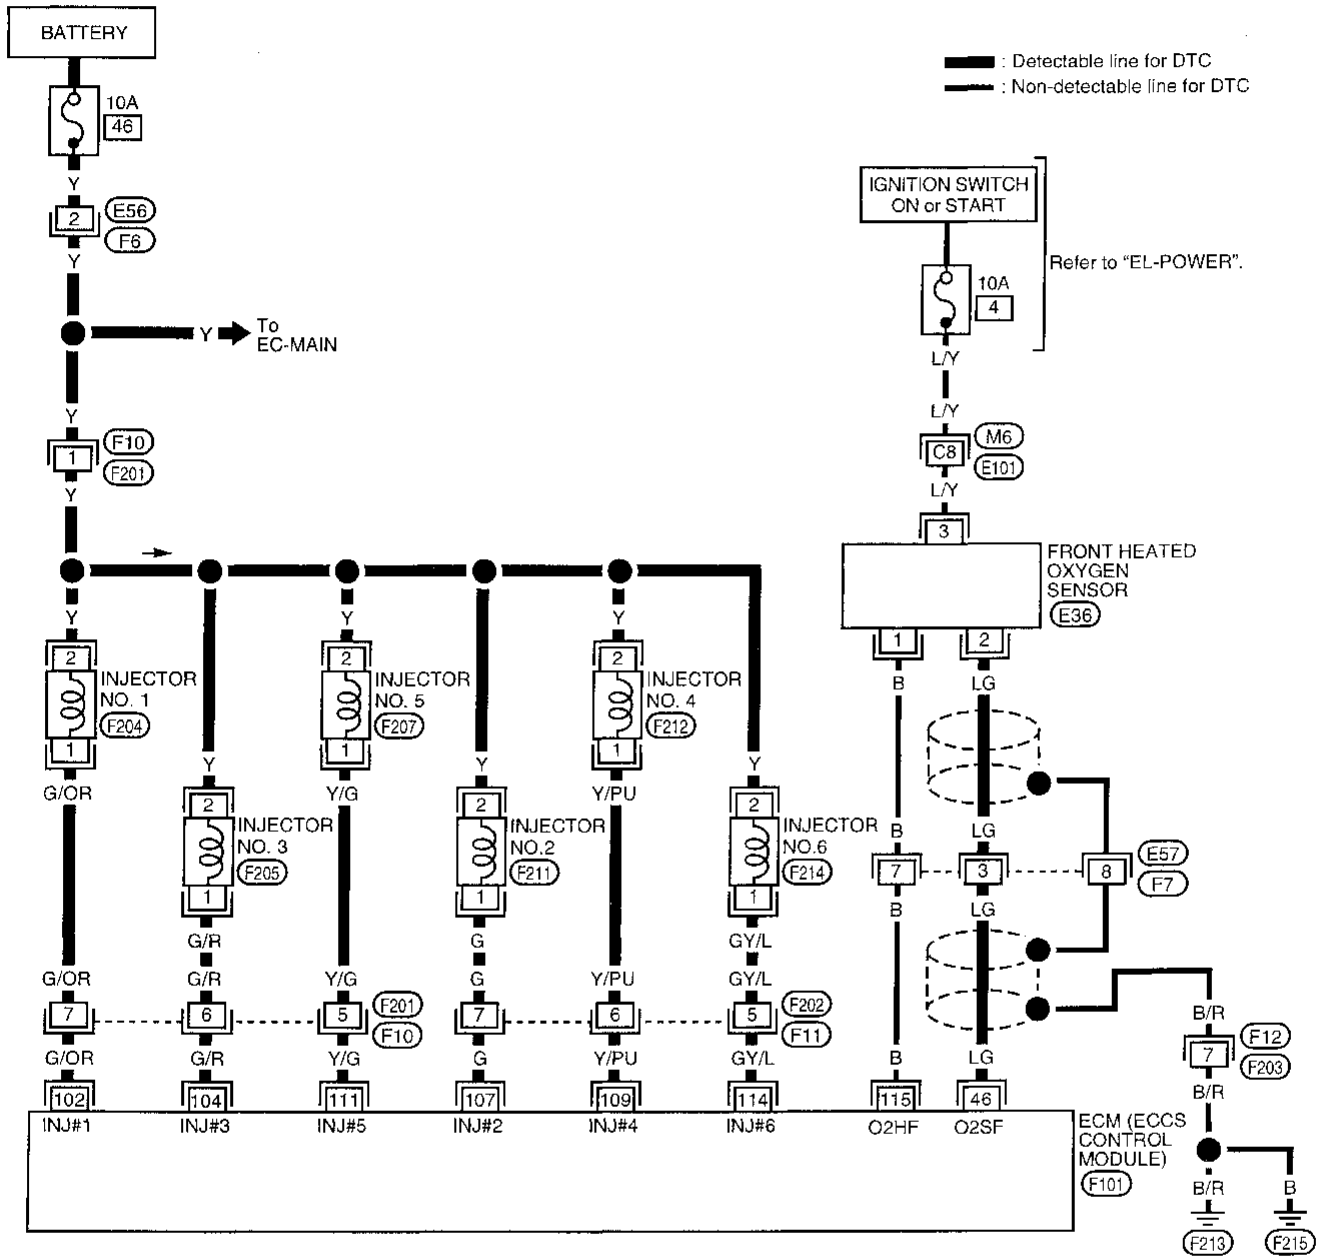 BATTERY
: Detectable line for DTC
: Non-detectable line for DTC
10A
46
Y
2
E56
F6
Y
IGNITION SWITCH
ON or START
Refer to “EL-POWER”.
10A
4
Y
To
EC-MAIN
L/Y
L/Y
Y
F10
1
F201
Y
M6
C8
E101
L/Y
3
FRONT HEATED
OXYGEN
SENSOR
E36
1
2
Y
Y
Y
2
2
2
INJECTOR
NO. 1
F204
INJECTOR
NO. 5
F207
INJECTOR
NO. 4
F212
1
1
1
B
LG
Y
Y
Y
G/OR
Y/G
Y/PU
2
2
2
INJECTOR
NO. 3
F205
INJECTOR
NO.2
F211
INJECTOR
NO.6
F214
1
1
1
B
LG
7
3
8
E57
F7
B
LG
G/R
G
GY/L
G/OR
G/R
Y/G
G
Y/PU
GY/L
7
6
5
F201
F10
7
6
5
F202
F11
B/R
7
F12
F203
B/R
G/OR
G/R
Y/G
G
Y/PU
GY/L
B
LG
102
104
111
107
109
114
115
46
INJ#1
INJ#3
INJ#5
INJ#2
INJ#4
INJ#6
O2HF
O2SF
ECM (ECCS
CONTROL
MODULE)
F101
B/R
B
F213
F215